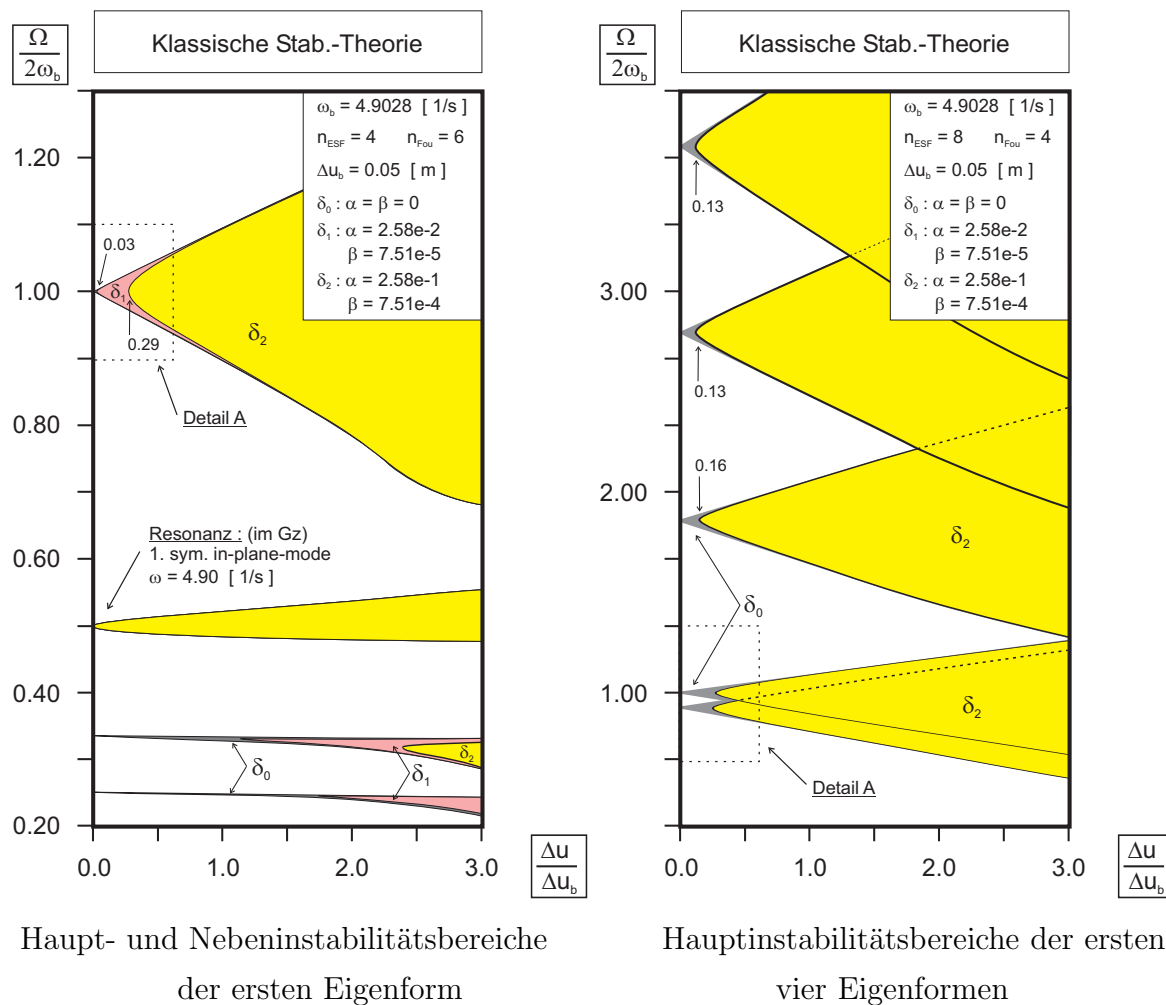 Klassische Stab.-Theorie
Ω
2ω_b
1.20
1.00
0.80
0.60
0.40
0.20
ω_b = 4.9028 [ 1/s ]
n_ESF = 4 n_Fou = 6
Δu_b = 0.05 [ m ]
δ_0 : α = β = 0
δ_1 : α = 2.58e-2
β = 7.51e-5
δ_2 : α = 2.58e-1
β = 7.51e-4
0.03
δ_1
0.29
δ_2
Detail A
Resonanz : (im Gz)
1. sym. in-plane-mode
ω = 4.90 [ 1/s ]
δ_2
δ_0
δ_1
0.0 1.0 2.0 3.0
Δu
Δu_b
Haupt- und Nebeninstabilitätsbereiche
der ersten Eigenform
Klassische Stab.-Theorie
Ω
2ω_b
3.00
2.00
1.00
ω_b = 4.9028 [ 1/s ]
n_ESF = 8 n_Fou = 4
Δu_b = 0.05 [ m ]
δ_0 : α = β = 0
δ_1 : α = 2.58e-2
β = 7.51e-5
δ_2 : α = 2.58e-1
β = 7.51e-4
0.13
0.13
0.16
δ_2
δ_0
δ_2
Detail A
0.0 1.0 2.0 3.0
Δu
Δu_b
Hauptinstabilitätsbereiche der ersten
vier Eigenformen